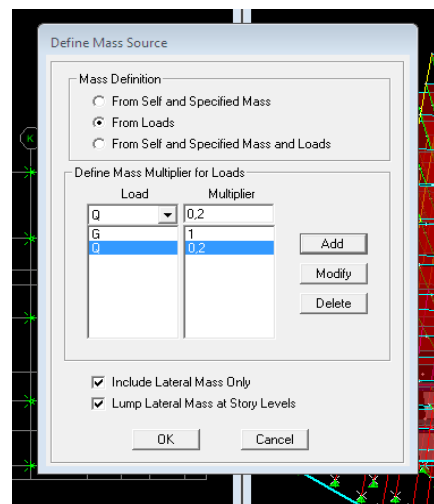 Define Mass Source
Mass Definition
From Self and Specified Mass
From Loads
From Self and Specified Mass and Loads
Define Mass Multiplier for Loads
Load Multiplier
Q 0,2
G 1
Q 0,2
Add
Modify
Delete
Include Lateral Mass Only
Lump Lateral Mass at Story Levels
OK Cancel
K